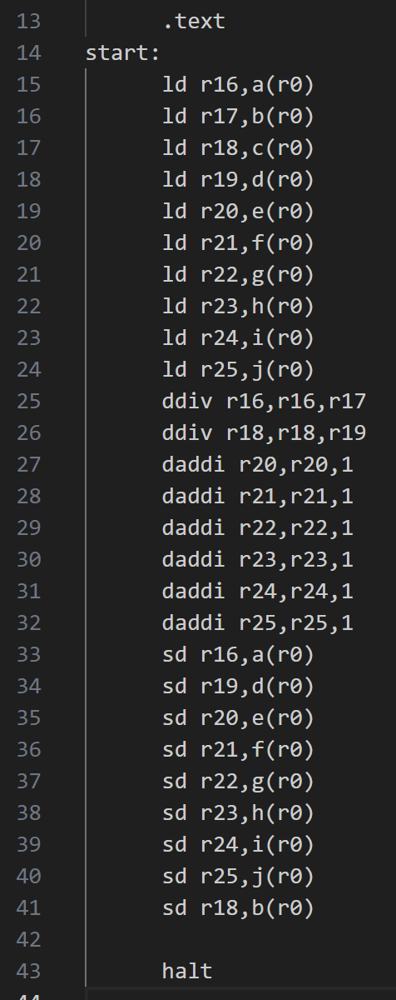 13 .text
14 start:
15 ld r16,a(r0)
16 ld r17,b(r0)
17 ld r18,c(r0)
18 ld r19,d(r0)
19 ld r20,e(r0)
20 ld r21,f(r0)
21 ld r22,g(r0)
22 ld r23,h(r0)
23 ld r24,i(r0)
24 ld r25,j(r0)
25 ddiv r16,r16,r17
26 ddiv r18,r18,r19
27 daddi r20,r20,1
28 daddi r21,r21,1
29 daddi r22,r22,1
30 daddi r23,r23,1
31 daddi r24,r24,1
32 daddi r25,r25,1
33 sd r16,a(r0)
34 sd r19,d(r0)
35 sd r20,e(r0)
36 sd r21,f(r0)
37 sd r22,g(r0)
38 sd r23,h(r0)
39 sd r24,i(r0)
40 sd r25,j(r0)
41 sd r18,b(r0)
42
43 halt
44